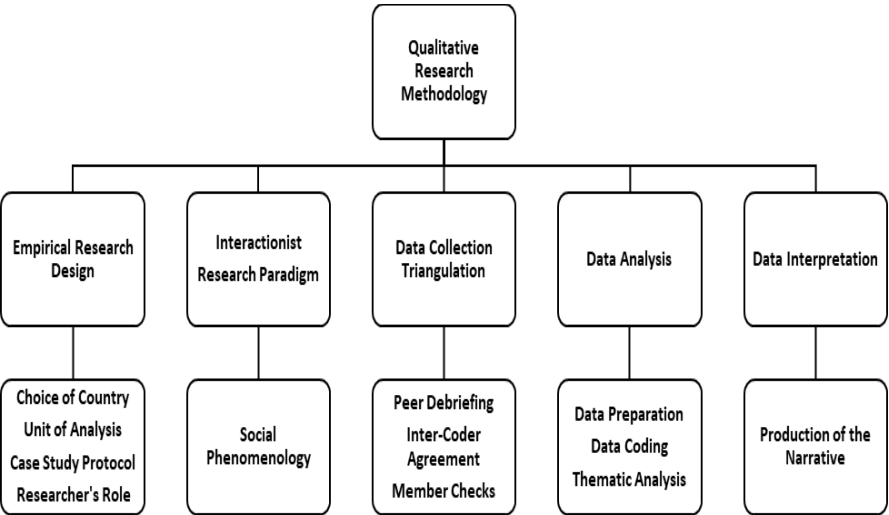 Qualitative
Research
Methodology
Empirical Research
Design
Interactionist
Research Paradigm
Data Collection
Triangulation
Data Analysis
Data Interpretation
Choice of Country
Unit of Analysis
Case Study Protocol
Researcher's Role
Social
Phenomenology
Peer Debriefing
Inter-Coder
Agreement
Member Checks
Data Preparation
Data Coding
Thematic Analysis
Production of the
Narrative